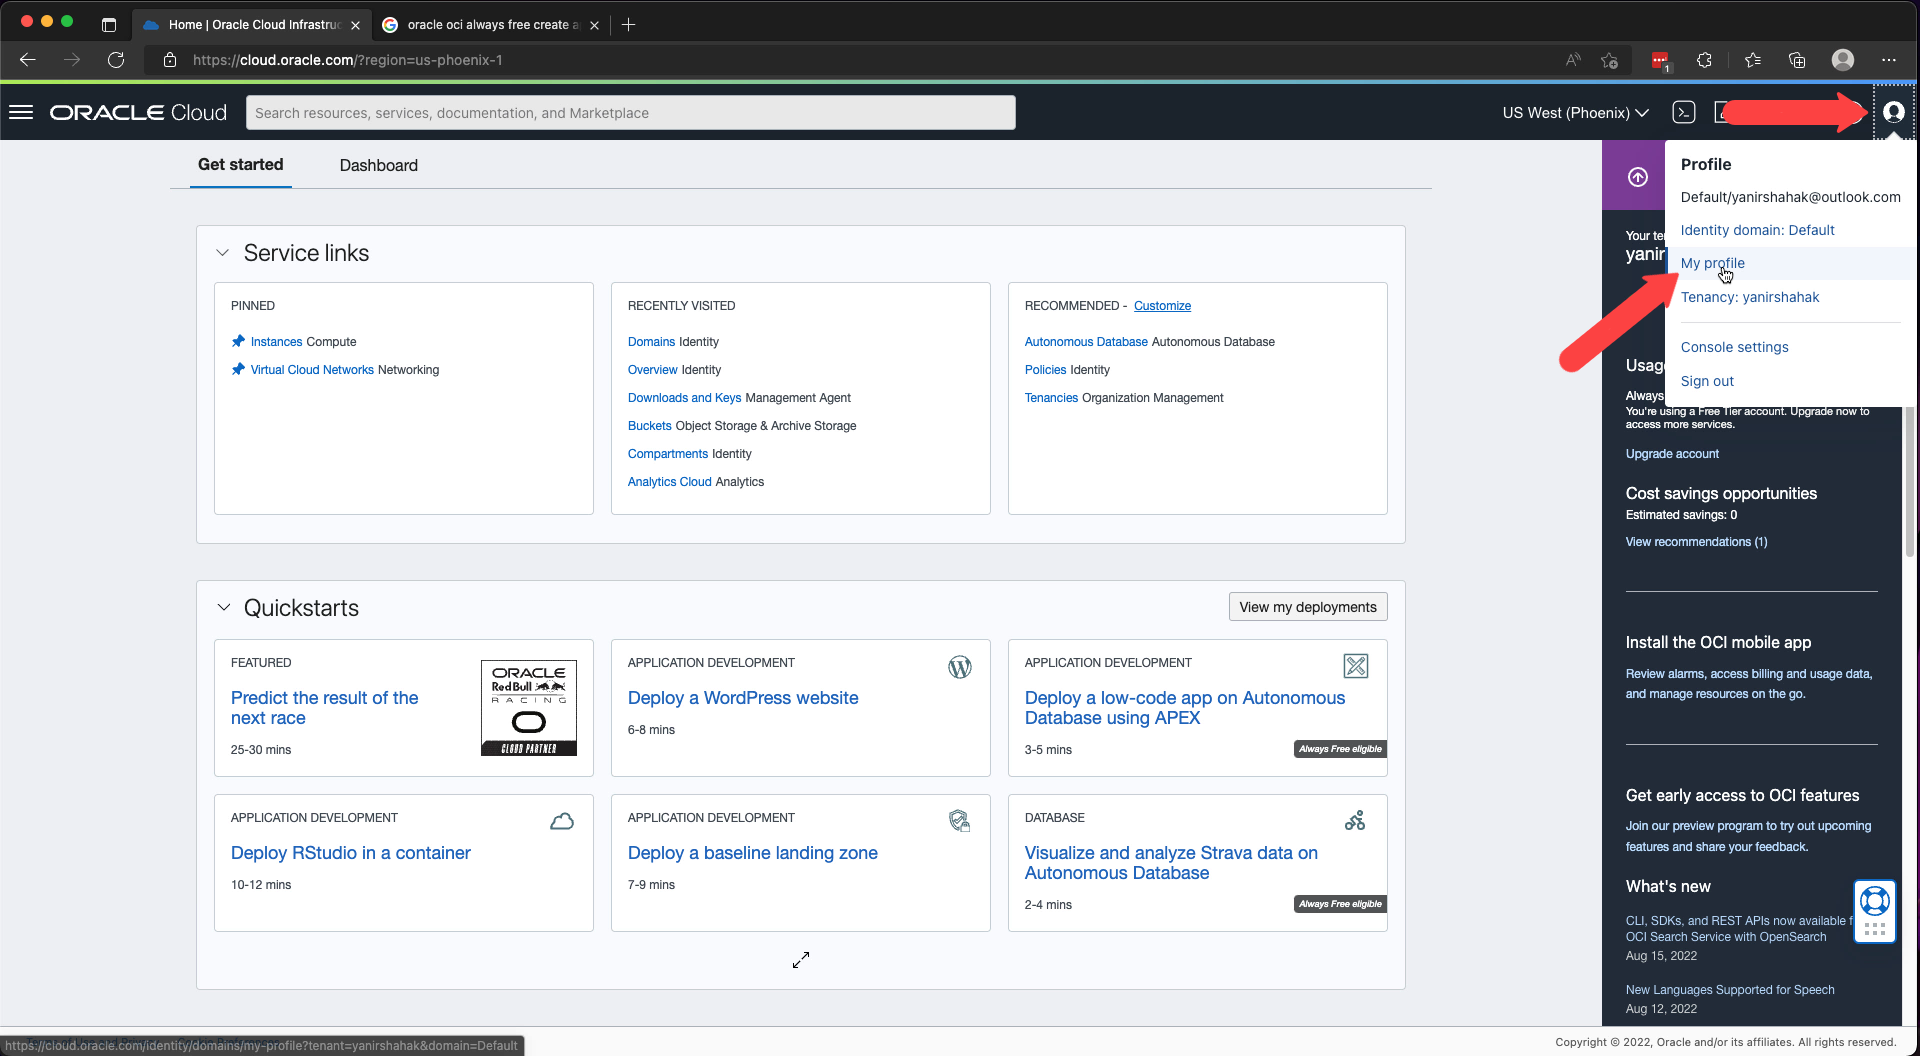 Home | Oracle Cloud Infrastruc
oracle oci always free create a
https://cloud.oracle.com/?region=us-phoenix-1
1
ORACLE Cloud
Search resources, services, documentation, and Marketplace
US West (Phoenix)
Get started
Dashboard
Profile
Default/yanirshahak@outlook.com
Identity domain: Default
My profile
Tenancy: yanirshahak
Console settings
Sign out
Service links
PINNED
Instances Compute
Virtual Cloud Networks Networking
RECENTLY VISITED
Domains Identity
Overview Identity
Downloads and Keys Management Agent
Buckets Object Storage & Archive Storage
Compartments Identity
Analytics Cloud Analytics
RECOMMENDED - Customize
Autonomous Database Autonomous Database
Policies Identity
Tenancies Organization Management
Quickstarts
View my deployments
FEATURED
Predict the result of the
next race
25-30 mins
ORACLE
RedBull
RACING
CLOUD PARTNER
APPLICATION DEVELOPMENT
Deploy a WordPress website
6-8 mins
APPLICATION DEVELOPMENT
Deploy a low-code app on Autonomous
Database using APEX
3-5 mins
Always Free eligible
APPLICATION DEVELOPMENT
Deploy RStudio in a container
10-12 mins
APPLICATION DEVELOPMENT
Deploy a baseline landing zone
7-9 mins
DATABASE
Visualize and analyze Strava data on
Autonomous Database
2-4 mins
Always Free eligible
Your te
yanir
Usag
Always
You're using a Free Tier account. Upgrade now to
access more services.
Upgrade account
Cost savings opportunities
Estimated savings: 0
View recommendations (1)
Install the OCI mobile app
Review alarms, access billing and usage data,
and manage resources on the go.
Get early access to OCI features
Join our preview program to try out upcoming
features and share your feedback.
What's new
CLI, SDKs, and REST APIs now available f
OCI Search Service with OpenSearch
Aug 15, 2022
New Languages Supported for Speech
Aug 12, 2022
https://cloud.oracle.com/identity/domains/my-profile?tenant=yanirshahak&domain=Default
Copyright © 2022, Oracle and/or its affiliates. All rights reserved.